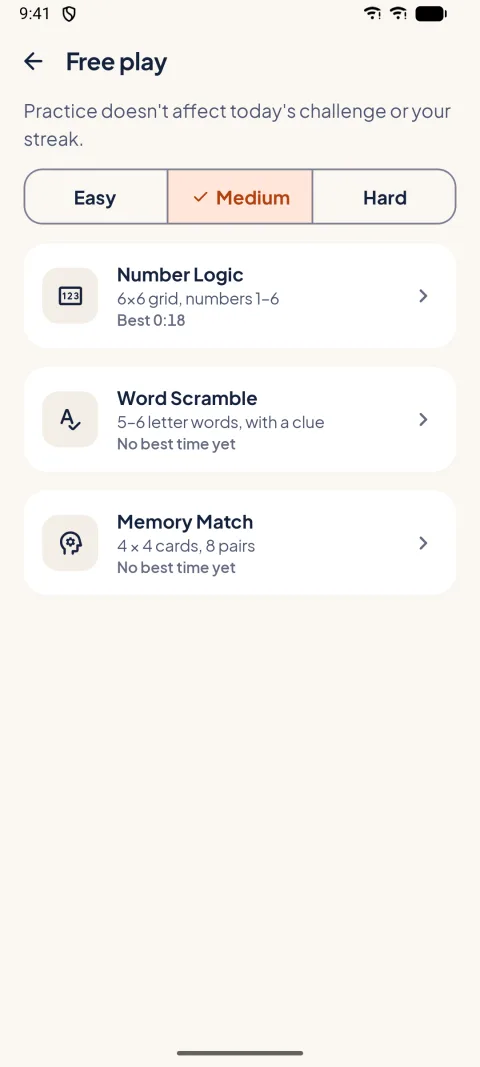 9:41
Free play
Practice doesn't affect today's challenge or your
streak.
Easy
Medium
Hard
123
Number Logic
6×6 grid, numbers 1–6
Best 0:18
Word Scramble
5–6 letter words, with a clue
No best time yet
Memory Match
4 × 4 cards, 8 pairs
No best time yet